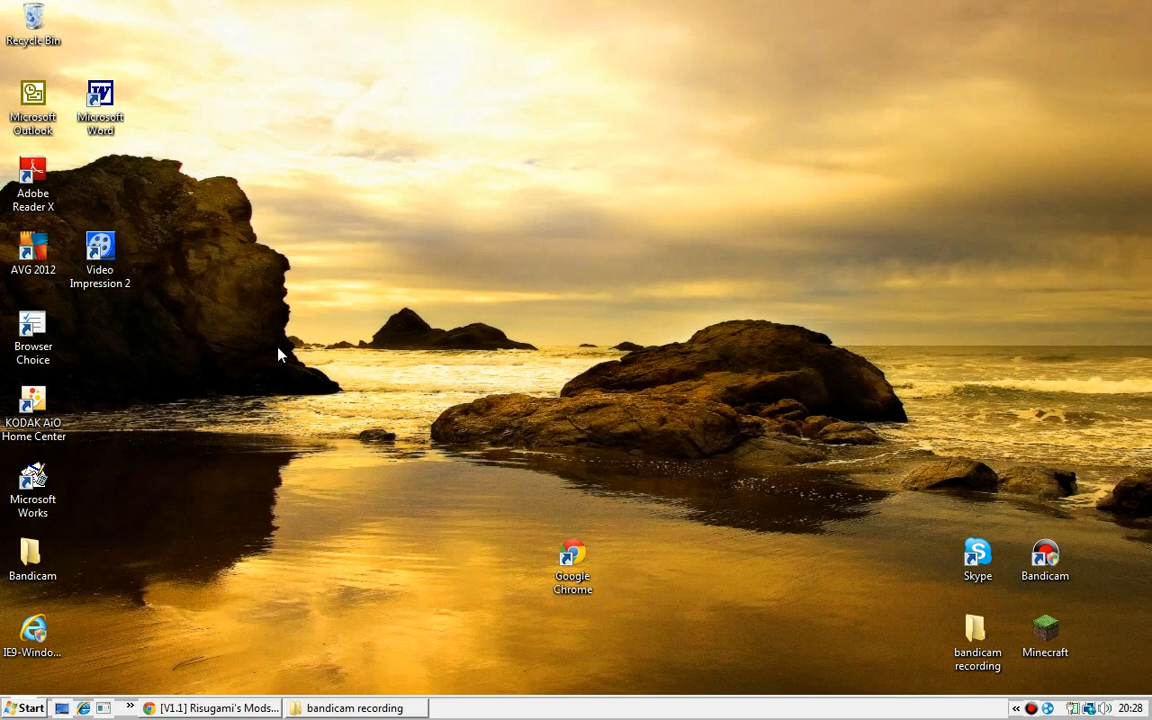 Recycle Bin
Microsoft
Outlook
Microsoft
Word
Adobe
Reader X
AVG 2012
Video
Impression 2
Browser
Choice
KODAK AiO
Home Center
Microsoft
Works
Bandicam
IE9-Windo...
Google
Chrome
Skype
Bandicam
bandicam
recording
Minecraft
Start
[V1.1] Risugami's Mods...
bandicam recording
20:28